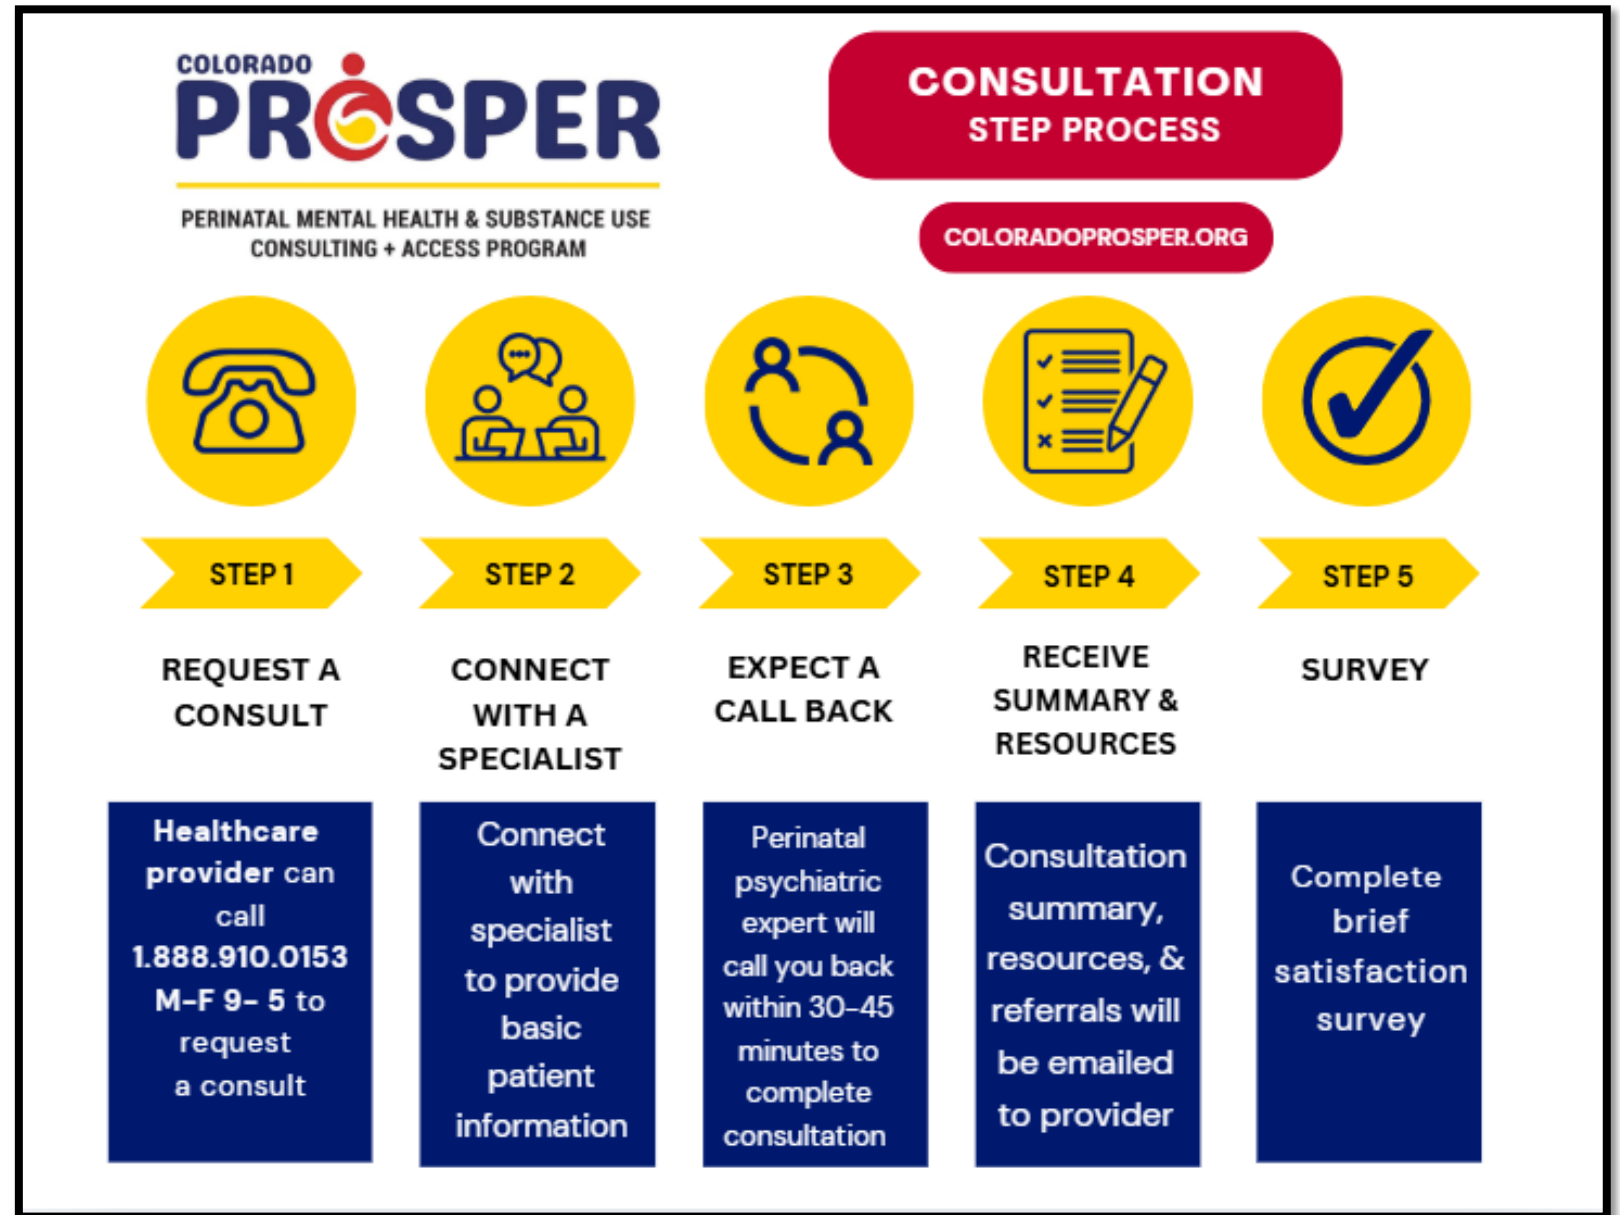 COLORADO
PROSPER
PERINATAL MENTAL HEALTH & SUBSTANCE USE
CONSULTING + ACCESS PROGRAM
CONSULTATION
STEP PROCESS
COLORADOPROSPER.ORG
STEP 1
REQUEST A
CONSULT
Healthcare
provider can
call
1.888.910.0153
M-F 9- 5 to
request
a consult
STEP 2
CONNECT
WITH A
SPECIALIST
Connect
with
specialist
to provide
basic
patient
information
STEP 3
EXPECT A
CALL BACK
Perinatal
psychiatric
expert will
call you back
within 30-45
minutes to
complete
consultation
STEP 4
RECEIVE
SUMMARY &
RESOURCES
Consultation
summary,
resources, &
referrals will
be emailed
to provider
STEP 5
SURVEY
Complete
brief
satisfaction
survey